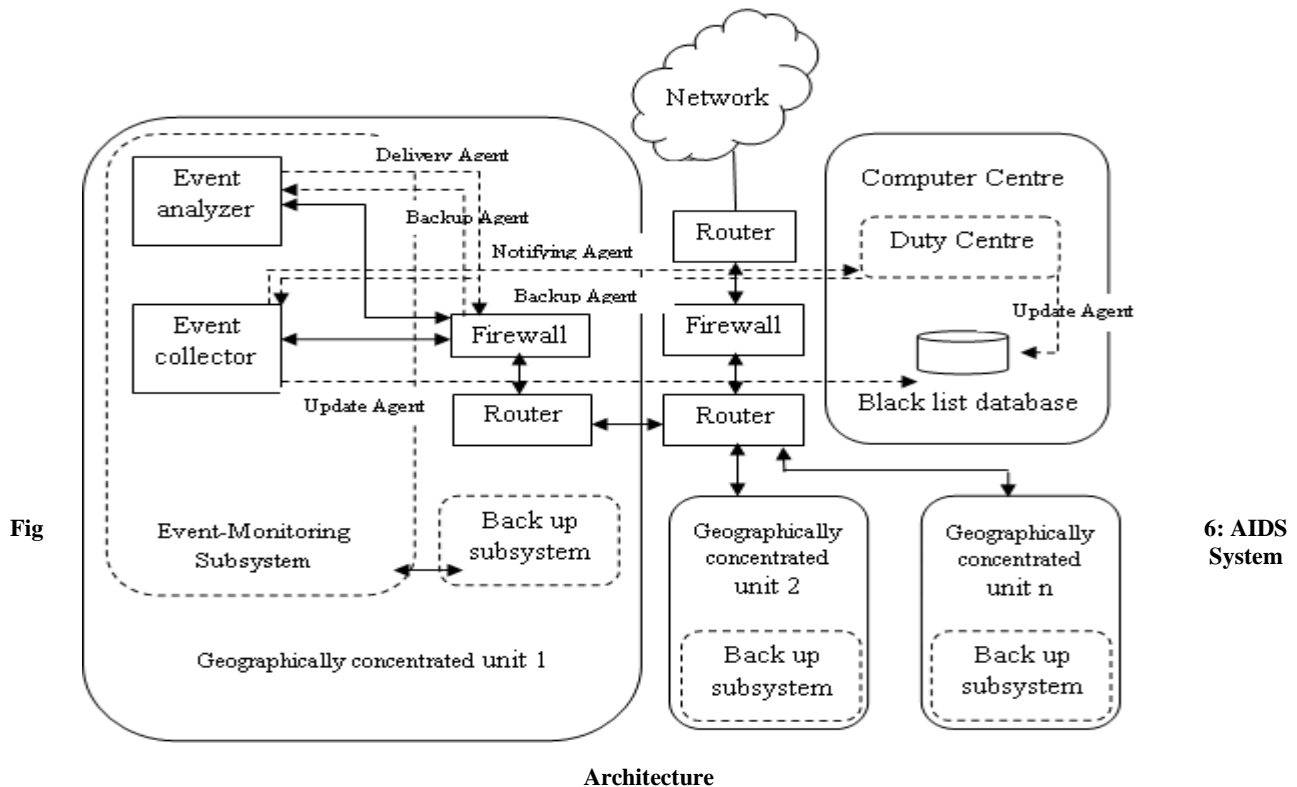 Network
Delivery Agent
Event
analyzer
Computer Centre
Backup Agent
Router
Duty Centre
Notifying Agent
Backup Agent
Update Agent
Event
collector
Firewall
Firewall
Update Agent
Router
Router
Black list database
Fig
Event-Monitoring
Subsystem
Back up
subsystem
Geographically
concentrated
unit 2
Geographically
concentrated
unit n
6: AIDS
System
Geographically concentrated unit 1
Back up
subsystem
Back up
subsystem
Architecture